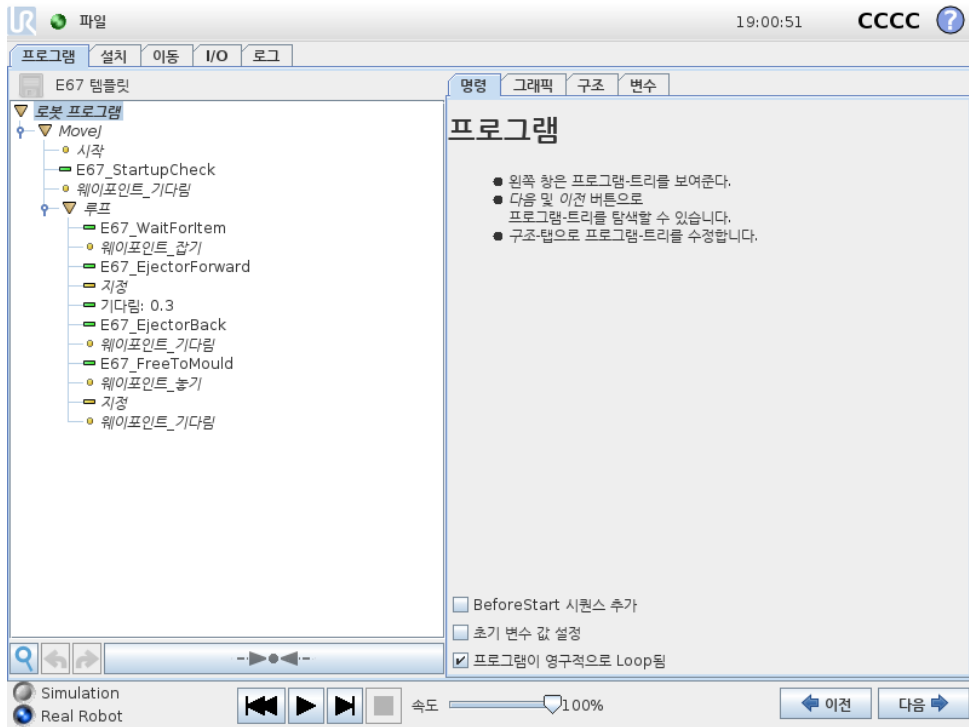 UR 파일 19:00:51 CCCC ?
프로그램 설치 이동 I/O 로그
E67 템플릿
명령 그래픽 구조 변수
로봇 프로그램
MoveJ
시작
E67_StartupCheck
웨이포인트_기다림
루프
E67_WaitForItem
웨이포인트_잡기
E67_EjectorForward
지정
기다림: 0.3
E67_EjectorBack
웨이포인트_기다림
E67_FreeToMould
웨이포인트_놓기
지정
웨이포인트_기다림
프로그램
왼쪽 창은 프로그램-트리를 보여준다.
다음 및 이전 버튼으로
프로그램-트리를 탐색할 수 있습니다.
구조-탭으로 프로그램-트리를 수정합니다.
BeforeStart 시퀀스 추가
초기 변수 값 설정
프로그램이 영구적으로 Loop됨
Simulation
Real Robot
속도 100%
이전 다음